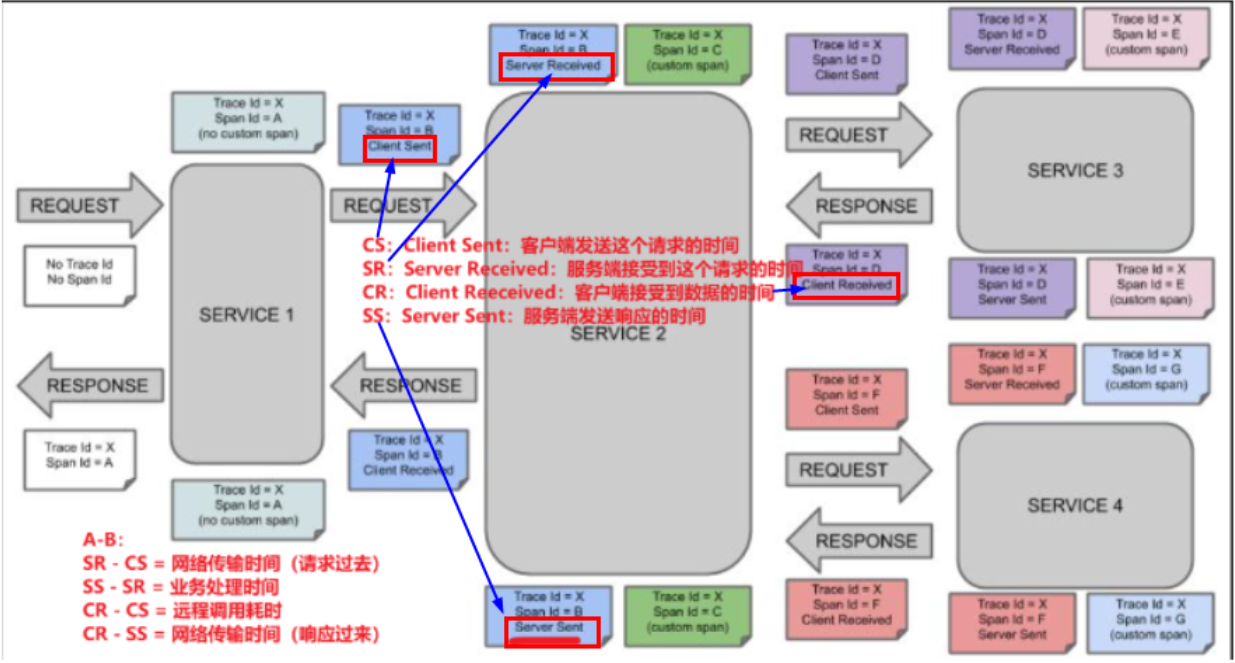 Trace Id = X
Span Id = B
Server Received
Trace Id = X
Span Id = C
(custom span)
Trace Id = X
Span Id = D
Client Sent
Trace Id = X
Span Id = D
Server Received
Trace Id = X
Span Id = E
(custom span)
Trace Id = X
Span Id = A
(no custom span)
Trace Id = X
Span Id = B
Client Sent
REQUEST
REQUEST
REQUEST
SERVICE 3
RESPONSE
No Trace Id
No Span Id
CS：Client Sent：客户端发送这个请求的时间
SR：Server Received：服务端接受到这个请求的时间
CR：Client Reeceived：客户端接受到数据的时间
SS：Server Sent：服务端发送响应的时间
Trace Id = X
Span Id = D
Client Received
Trace Id = X
Span Id = D
Server Sent
Trace Id = X
Span Id = E
(custom span)
SERVICE 1
SERVICE 2
RESPONSE
RESPONSE
Trace Id = X
Span Id = F
Client Sent
Trace Id = X
Span Id = F
Server Received
Trace Id = X
Span Id = G
(custom span)
Trace Id = X
Span Id = A
Trace Id = X
Span Id = B
Client Received
REQUEST
SERVICE 4
RESPONSE
Trace Id = X
Span Id = A
(no custom span)
A-B：
SR - CS = 网络传输时间（请求过去）
SS - SR = 业务处理时间
CR - CS = 远程调用耗时
CR - SS = 网络传输时间（响应过来）
Trace Id = X
Span Id = B
Server Sent
Trace Id = X
Span Id = C
(custom span)
Trace Id = X
Span Id = F
Client Received
Trace Id = X
Span Id = F
Server Sent
Trace Id = X
Span Id = G
(custom span)